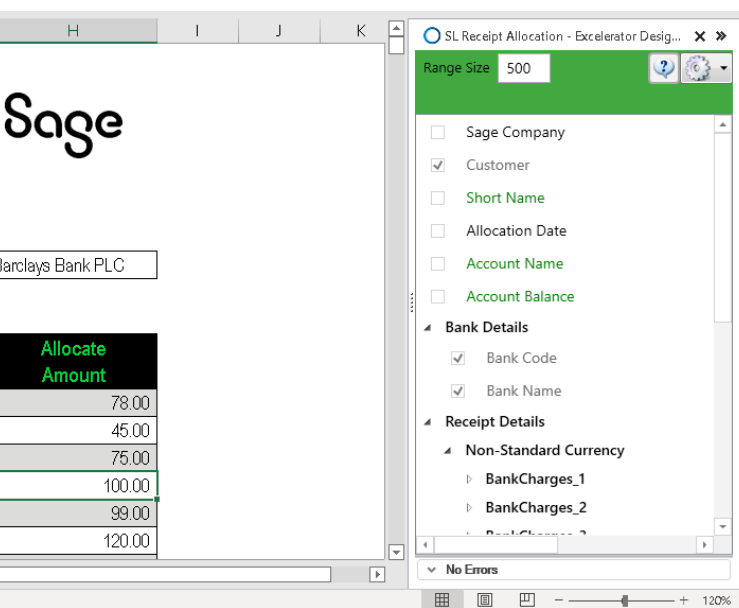 H I J K
SL Receipt Allocation - Excelerator Desig...
Range Size 500
Sage
Sage Company
Customer
Short Name
Allocation Date
Account Name
Account Balance
Bank Details
Bank Code
Bank Name
Receipt Details
Non-Standard Currency
BankCharges_1
BankCharges_2
BankCharges_3
No Errors
Barclays Bank PLC
Allocate
Amount
78.00
45.00
75.00
100.00
99.00
120.00
120%